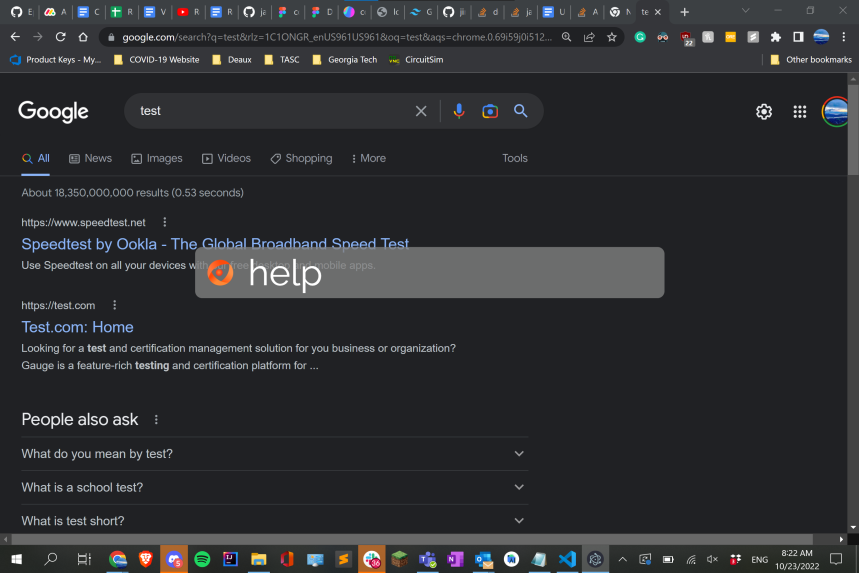 google.com/search?q=test&rlz=1C1ONGR_enUS961US961&oq=test&aqs=chrome.0.69i59j0i512...
22
Product Keys - My...
COVID-19 Website
Deaux
TASC
Georgia Tech
CircuitSim
Other bookmarks
Google
test
All
News
Images
Videos
Shopping
More
Tools
About 18,350,000,000 results (0.53 seconds)
https://www.speedtest.net
Speedtest by Ookla - The Global Broadband Speed Test
Use Speedtest on all your devices with our free desktop and mobile apps.
help
https://test.com
Test.com: Home
Looking for a test and certification management solution for you business or organization?
Gauge is a feature-rich testing and certification platform for ...
People also ask
What do you mean by test?
What is a school test?
What is test short?
36
ENG
8:22 AM
10/23/2022